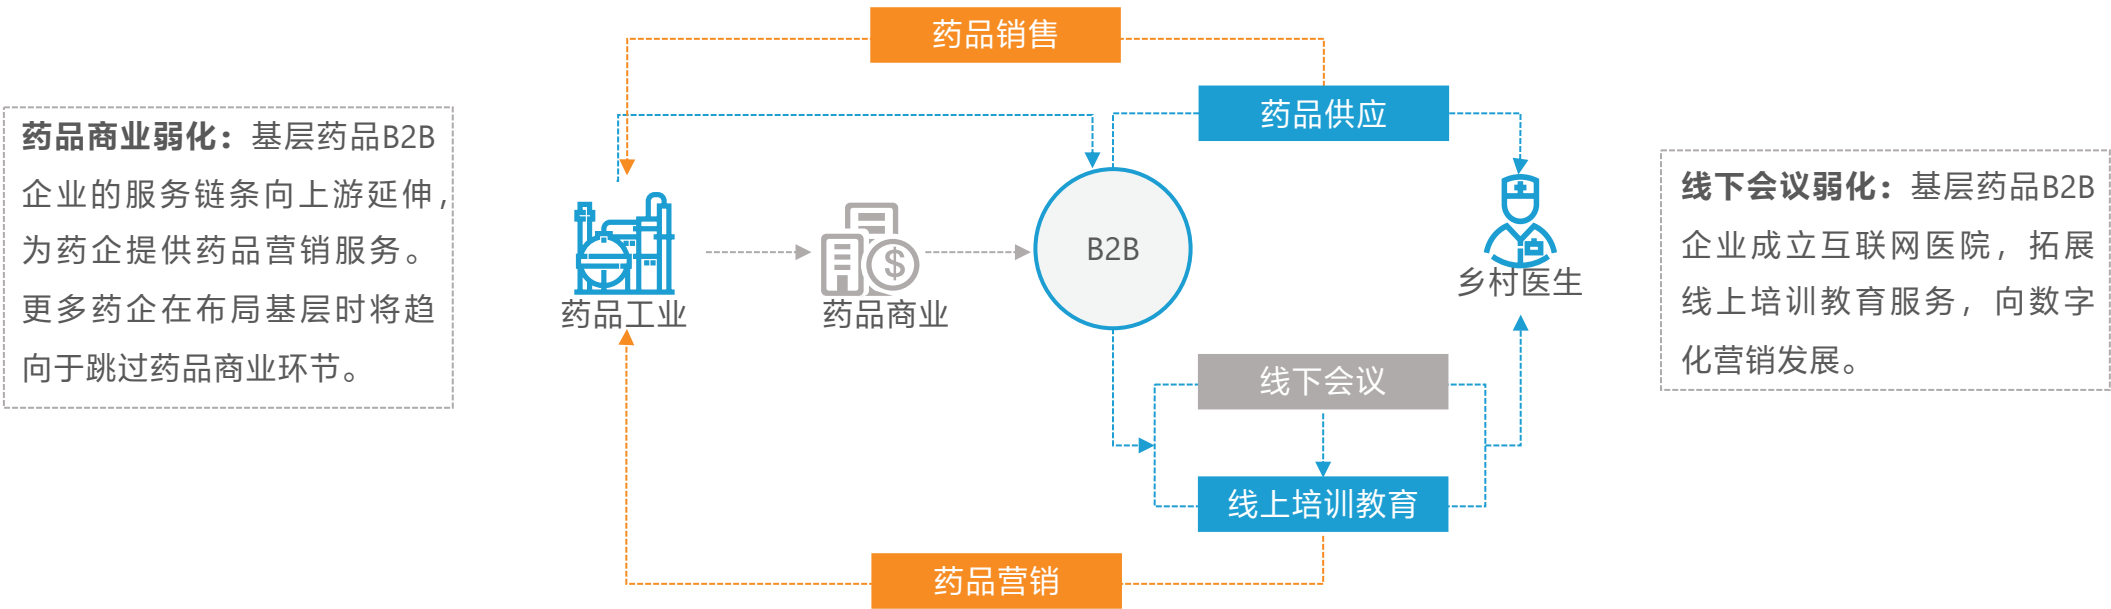 药品销售
药品供应
药品商业弱化：基层药品B2B
企业的服务链条向上游延伸，
为药企提供药品营销服务。
更多药企在布局基层时将趋
向于跳过药品商业环节。
线下会议弱化：基层药品B2B
企业成立互联网医院，拓展
线上培训教育服务，向数字
化营销发展。
B2B
乡村医生
药品工业
药品商业
线下会议
线上培训教育
药品营销